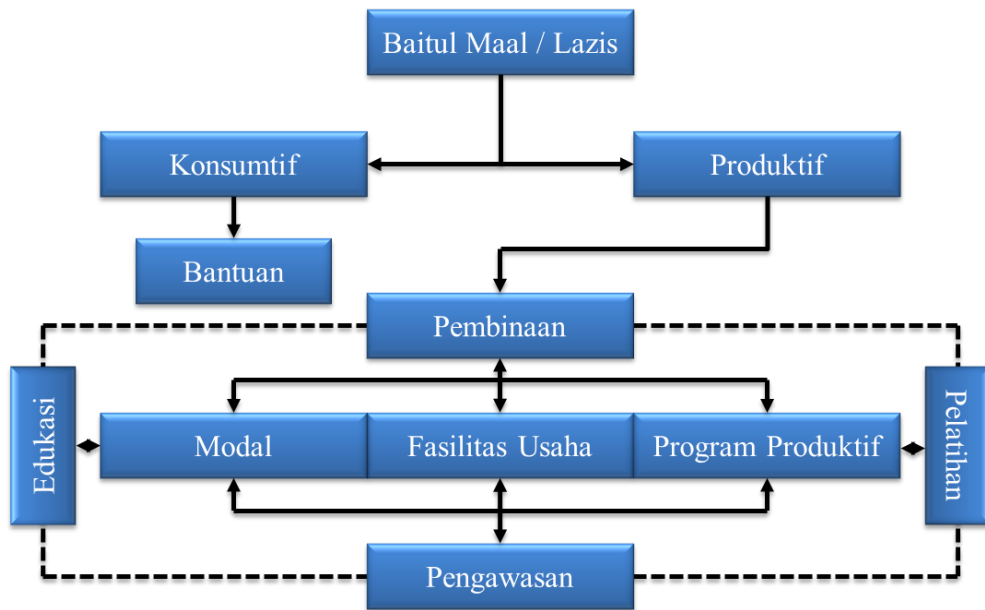 Baitul Maal / Lazis
Konsumtif
Produktif
Bantuan
Pembinaan
Edukasi
Modal
Fasilitas Usaha
Program Produktif
Pelatihan
Pengawasan